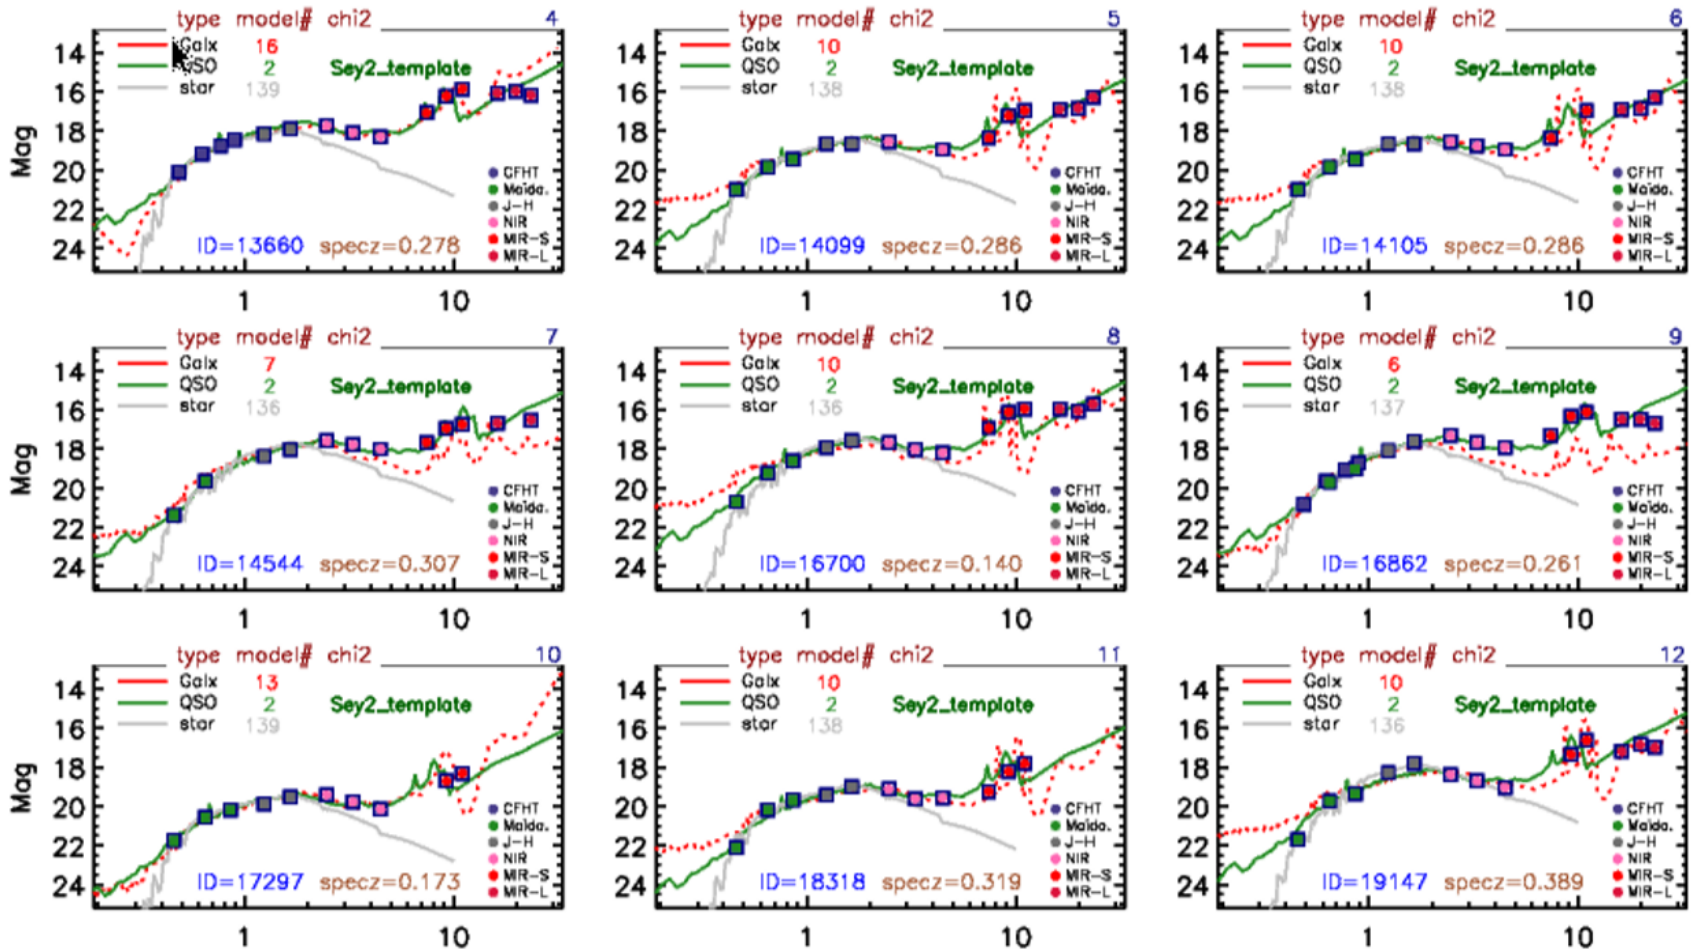 type model# chi2 4
Galx 16
QSO 2 Sey2_template
star 139
CFHT
Maida.
J-H
NIR
MIR-S
MIR-L
ID=13660 specz=0.278
14
16
18
20
22
24
Mag
1 10
type model# chi2 5
Galx 10
QSO 2 Sey2_template
star 138
CFHT
Maida.
J-H
NIR
MIR-S
MIR-L
ID=14099 specz=0.286
14
16
18
20
22
24
1 10
type model# chi2 6
Galx 10
QSO 2 Sey2_template
star 138
CFHT
Maida.
J-H
NIR
MIR-S
MIR-L
ID=14105 specz=0.286
14
16
18
20
22
24
1 10
type model# chi2 7
Galx 7
QSO 2 Sey2_template
star 136
CFHT
Maida.
J-H
NIR
MIR-S
MIR-L
ID=14544 specz=0.307
14
16
18
20
22
24
Mag
1 10
type model# chi2 8
Galx 10
QSO 2 Sey2_template
star 136
CFHT
Maida.
J-H
NIR
MIR-S
MIR-L
ID=16700 specz=0.140
14
16
18
20
22
24
1 10
type model# chi2 9
Galx 6
QSO 2 Sey2_template
star 137
CFHT
Maida.
J-H
NIR
MIR-S
MIR-L
ID=16862 specz=0.261
14
16
18
20
22
24
1 10
type model# chi2 10
Galx 13
QSO 2 Sey2_template
star 139
CFHT
Maida.
J-H
NIR
MIR-S
MIR-L
ID=17297 specz=0.173
14
16
18
20
22
24
Mag
1 10
type model# chi2 11
Galx 10
QSO 2 Sey2_template
star 138
CFHT
Maida.
J-H
NIR
MIR-S
MIR-L
ID=18318 specz=0.319
14
16
18
20
22
24
1 10
type model# chi2 12
Galx 10
QSO 2 Sey2_template
star 136
CFHT
Maida.
J-H
NIR
MIR-S
MIR-L
ID=19147 specz=0.389
14
16
18
20
22
24
1 10